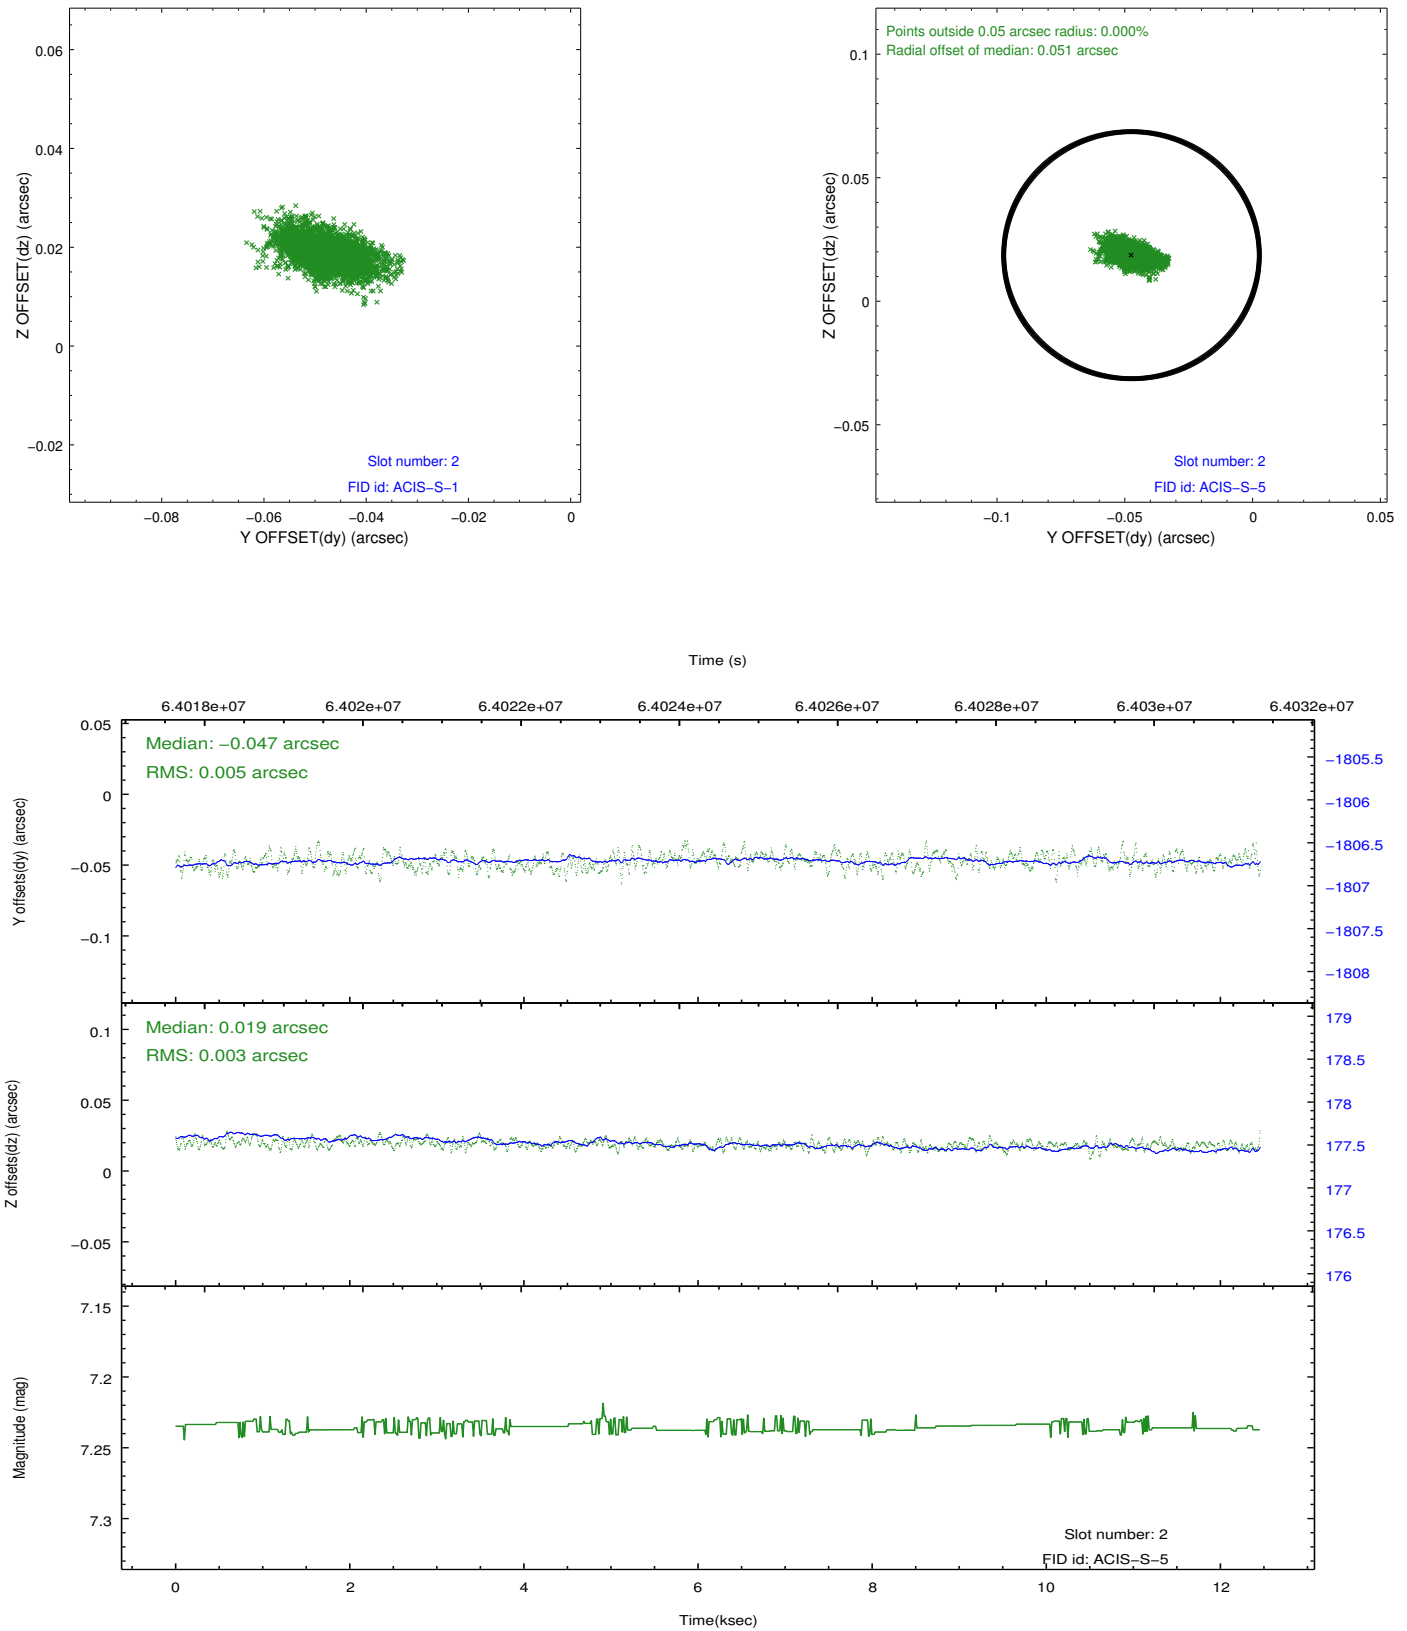 0.06
0.04
0.02
0
−0.02
Z OFFSET(dz) (arcsec)
Slot number: 2
FID id: ACIS−S−1
−0.08
−0.06
−0.04
−0.02
0
Y OFFSET(dy) (arcsec)
Points outside 0.05 arcsec radius: 0.000%
Radial offset of median: 0.051 arcsec
0.1
0.05
0
−0.05
Z OFFSET(dz) (arcsec)
Slot number: 2
FID id: ACIS−S−5
−0.1
−0.05
0
0.05
Y OFFSET(dy) (arcsec)
Time (s)
6.4018e+07
6.402e+07
6.4022e+07
6.4024e+07
6.4026e+07
6.4028e+07
6.403e+07
6.4032e+07
Median: −0.047 arcsec
RMS: 0.005 arcsec
0.05
0
−0.05
−0.1
Y offsets(dy) (arcsec)
−1805.5
−1806
−1806.5
−1807
−1807.5
−1808
Median: 0.019 arcsec
RMS: 0.003 arcsec
0.1
0.05
0
−0.05
Z offsets(dz) (arcsec)
179
178.5
178
177.5
177
176.5
176
7.15
7.2
7.25
7.3
Magnitude (mag)
Slot number: 2
FID id: ACIS−S−5
0
2
4
6
8
10
12
Time(ksec)